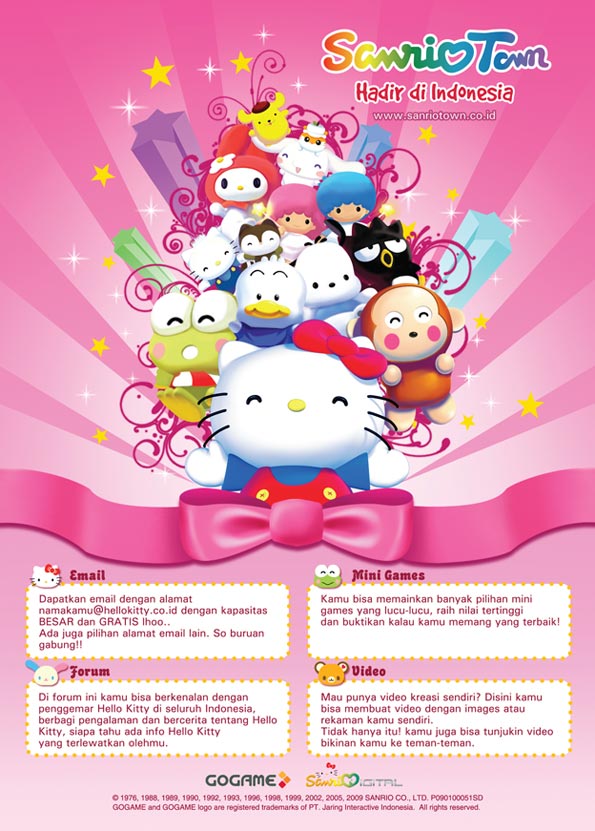 SanrioTown
Hadir di Indonesia
www.sanriotown.co.id
Email
Dapatkan email dengan alamat
namakamu@hellokitty.co.id dengan kapasitas
BESAR dan GRATIS lhoo..
Ada juga pilihan alamat email lain. So buruan
gabung!!
Mini Games
Kamu bisa memainkan banyak pilihan mini
games yang lucu-lucu, raih nilai tertinggi
dan buktikan kalau kamu memang yang terbaik!
Forum
Di forum ini kamu bisa berkenalan dengan
penggemar Hello Kitty di seluruh Indonesia,
berbagi pengalaman dan bercerita tentang Hello
Kitty, siapa tahu ada info Hello Kitty
yang terlewatkan olehmu.
Video
Mau punya video kreasi sendiri? Disini kamu
bisa membuat video dengan images atau
rekaman kamu sendiri.
Tidak hanya itu! kamu juga bisa tunjukin video
bikinan kamu ke teman-teman.
GOGAME
by
Sanrio DIGITAL
© 1976, 1988, 1989, 1990, 1992, 1993, 1996, 1998, 1999, 2002, 2005, 2009 SANRIO CO., LTD. P090100051SD
GOGAME and GOGAME logo are registered trademarks of PT. Jaring Interactive Indonesia. All rights reserved.